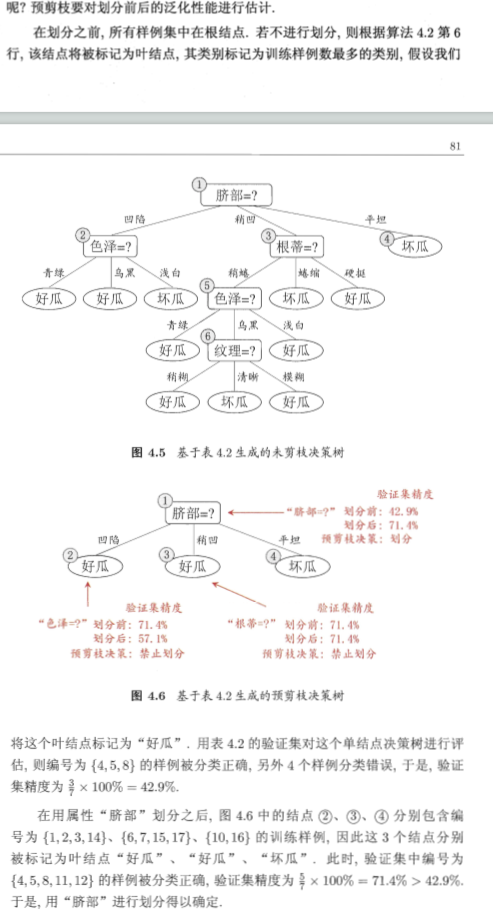 呢? 预剪枝要对划分前后的泛化性能进行估计.
在划分之前, 所有样例集中在根结点. 若不进行划分, 则根据算法 4.2 第 6
行, 该结点将被标记为叶结点, 其类别标记为训练样例数最多的类别, 假设我们
81
① 脐部=?
凹陷 稍凹 平坦
② 色泽=? ③ 根蒂=? ④ 坏瓜
青绿 乌黑 浅白 稍蜷 蜷缩 硬挺
好瓜 好瓜 坏瓜 ⑤ 色泽=? 坏瓜 好瓜
青绿 乌黑 浅白
好瓜 ⑥ 纹理=? 好瓜
稍糊 清晰 模糊
好瓜 坏瓜 好瓜
图 4.5 基于表 4.2 生成的未剪枝决策树
验证集精度
① 脐部=? “脐部=?” 划分前: 42.9%
划分后: 71.4%
预剪枝决策: 划分
凹陷 稍凹 平坦
② 好瓜 ③ 好瓜 ④ 坏瓜
验证集精度 验证集精度
“色泽=?” 划分前: 71.4% “根蒂=?” 划分前: 71.4%
划分后: 57.1% 划分后: 71.4%
预剪枝决策: 禁止划分 预剪枝决策: 禁止划分
图 4.6 基于表 4.2 生成的预剪枝决策树
将这个叶结点标记为“好瓜”. 用表 4.2 的验证集对这个单结点决策树进行评
估, 则编号为 {4, 5, 8} 的样例被分类正确, 另外 4 个样例分类错误, 于是, 验证
集精度为 3/7 × 100% = 42.9%.
在用属性“脐部”划分之后, 图 4.6 中的结点 ②、③、④ 分别包含编
号为 {1, 2, 3, 14}、{6, 7, 15, 17}、{10, 16} 的训练样例, 因此这 3 个结点分别
被标记为叶结点“好瓜”、“好瓜”、“坏瓜”. 此时, 验证集中编号为
{4, 5, 8, 11, 12} 的样例被分类正确, 验证集精度为 5/7 × 100% = 71.4% > 42.9%.
于是, 用“脐部”进行划分得以确定.